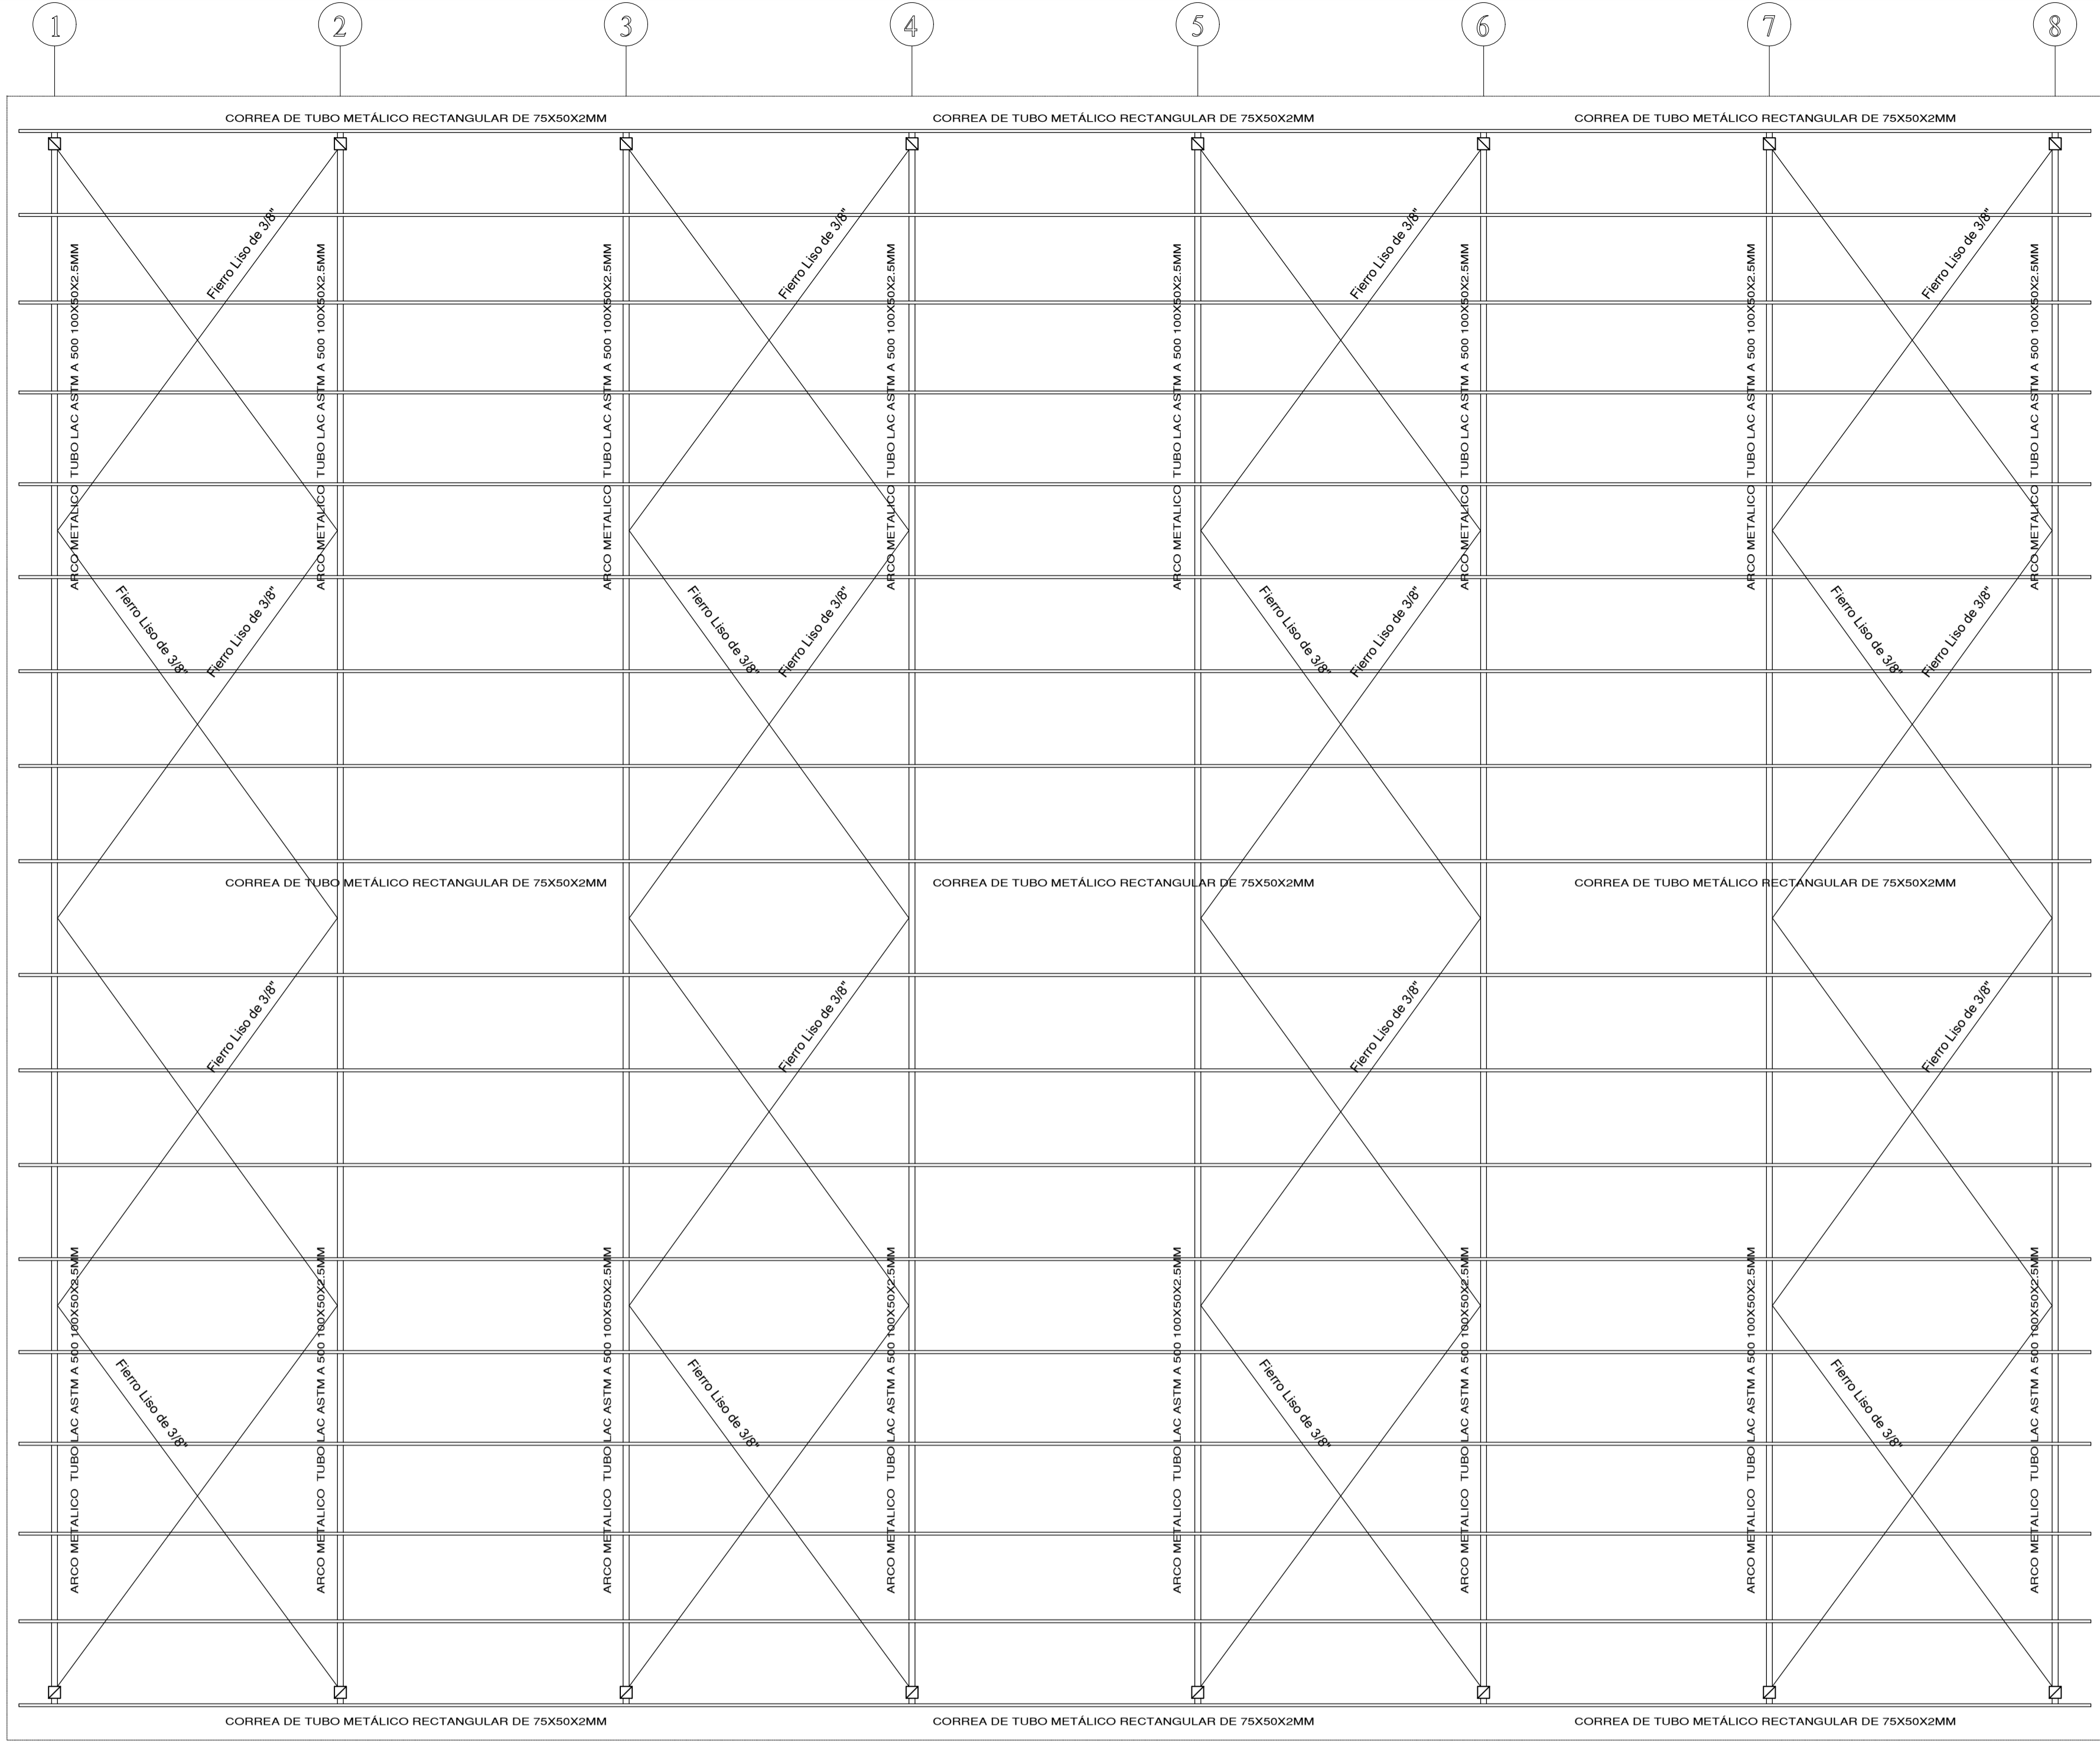 1
2
3
4
5
6
7
8
CORREA DE TUBO METÁLICO RECTANGULAR DE 75X50X2MM
CORREA DE TUBO METÁLICO RECTANGULAR DE 75X50X2MM
CORREA DE TUBO METÁLICO RECTANGULAR DE 75X50X2MM
Fierro Liso de 3/8"
Fierro Liso de 3/8"
Fierro Liso de 3/8"
Fierro Liso de 3/8"
ARCO METALICO TUBO LAC ASTM A 500 100X50X2.5MM
ARCO METALICO TUBO LAC ASTM A 500 100X50X2.5MM
ARCO METALICO TUBO LAC ASTM A 500 100X50X2.5MM
ARCO METALICO TUBO LAC ASTM A 500 100X50X2.5MM
ARCO METALICO TUBO LAC ASTM A 500 100X50X2.5MM
ARCO METALICO TUBO LAC ASTM A 500 100X50X2.5MM
ARCO METALICO TUBO LAC ASTM A 500 100X50X2.5MM
ARCO METALICO TUBO LAC ASTM A 500 100X50X2.5MM
Fierro Liso de 3/8"
Fierro Liso de 3/8"
Fierro Liso de 3/8"
Fierro Liso de 3/8"
Fierro Liso de 3/8"
Fierro Liso de 3/8"
Fierro Liso de 3/8"
Fierro Liso de 3/8"
CORREA DE TUBO METÁLICO RECTANGULAR DE 75X50X2MM
CORREA DE TUBO METÁLICO RECTANGULAR DE 75X50X2MM
CORREA DE TUBO METÁLICO RECTANGULAR DE 75X50X2MM
Fierro Liso de 3/8"
Fierro Liso de 3/8"
Fierro Liso de 3/8"
Fierro Liso de 3/8"
ARCO METALICO TUBO LAC ASTM A 500 100X50X2.5MM
ARCO METALICO TUBO LAC ASTM A 500 100X50X2.5MM
ARCO METALICO TUBO LAC ASTM A 500 100X50X2.5MM
ARCO METALICO TUBO LAC ASTM A 500 100X50X2.5MM
ARCO METALICO TUBO LAC ASTM A 500 100X50X2.5MM
ARCO METALICO TUBO LAC ASTM A 500 100X50X2.5MM
ARCO METALICO TUBO LAC ASTM A 500 100X50X2.5MM
ARCO METALICO TUBO LAC ASTM A 500 100X50X2.5MM
Fierro Liso de 3/8"
Fierro Liso de 3/8"
Fierro Liso de 3/8"
Fierro Liso de 3/8"
CORREA DE TUBO METÁLICO RECTANGULAR DE 75X50X2MM
CORREA DE TUBO METÁLICO RECTANGULAR DE 75X50X2MM
CORREA DE TUBO METÁLICO RECTANGULAR DE 75X50X2MM